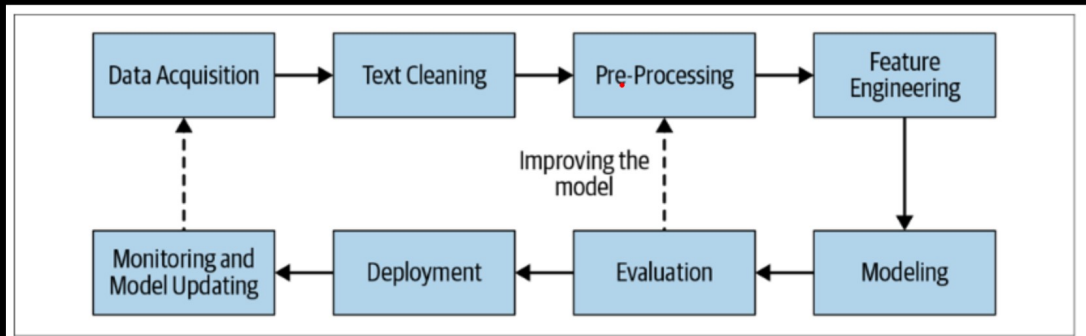 Data Acquisition
Text Cleaning
Pre-Processing
Feature
Engineering
Improving the
model
Monitoring and
Model Updating
Deployment
Evaluation
Modeling